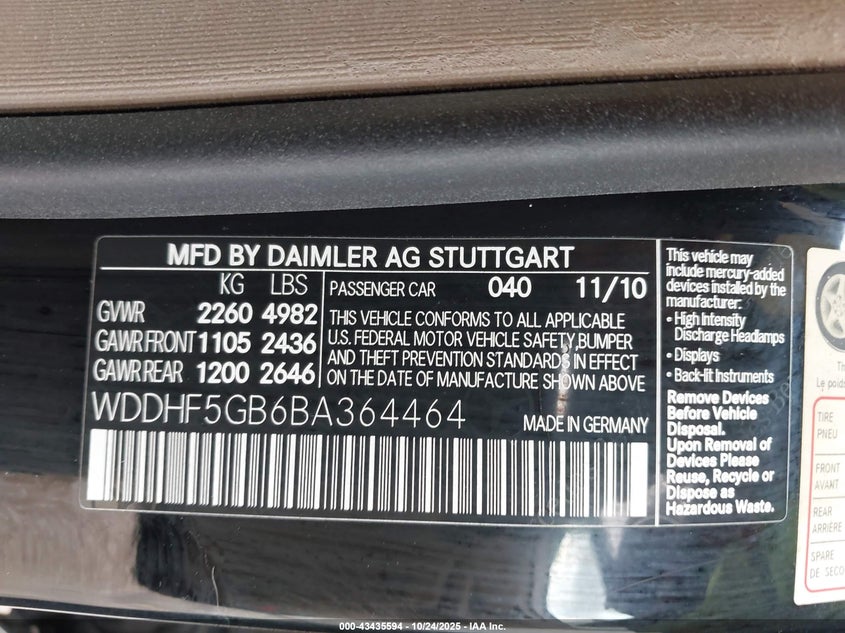 MFD BY DAIMLER AG STUTTGART
KG LBS
GVWR 2260 4982
GAWR FRONT 1105 2436
GAWR REAR 1200 2646
PASSENGER CAR 040 11/10
THIS VEHICLE CONFORMS TO ALL APPLICABLE
U.S. FEDERAL MOTOR VEHICLE SAFETY, BUMPER
AND THEFT PREVENTION STANDARDS IN EFFECT
ON THE DATE OF MANUFACTURE SHOWN ABOVE
WDDHF5GB6BA364464
MADE IN GERMANY
This vehicle may
include mercury-added
devices installed by the
manufacturer:
• High Intensity
Discharge Headlamps
• Displays
• Back-lit Instruments
Remove Devices
Before Vehicle
Disposal.
Upon Removal of
Devices Please
Reuse, Recycle or
Dispose as
Hazardous Waste.
Le poids
TIRE
PNEU
FRONT
AVANT
REAR
ARRIÈRE
SPARE
DE SECO
000-43435594 - 10/24/2025 - IAA Inc.